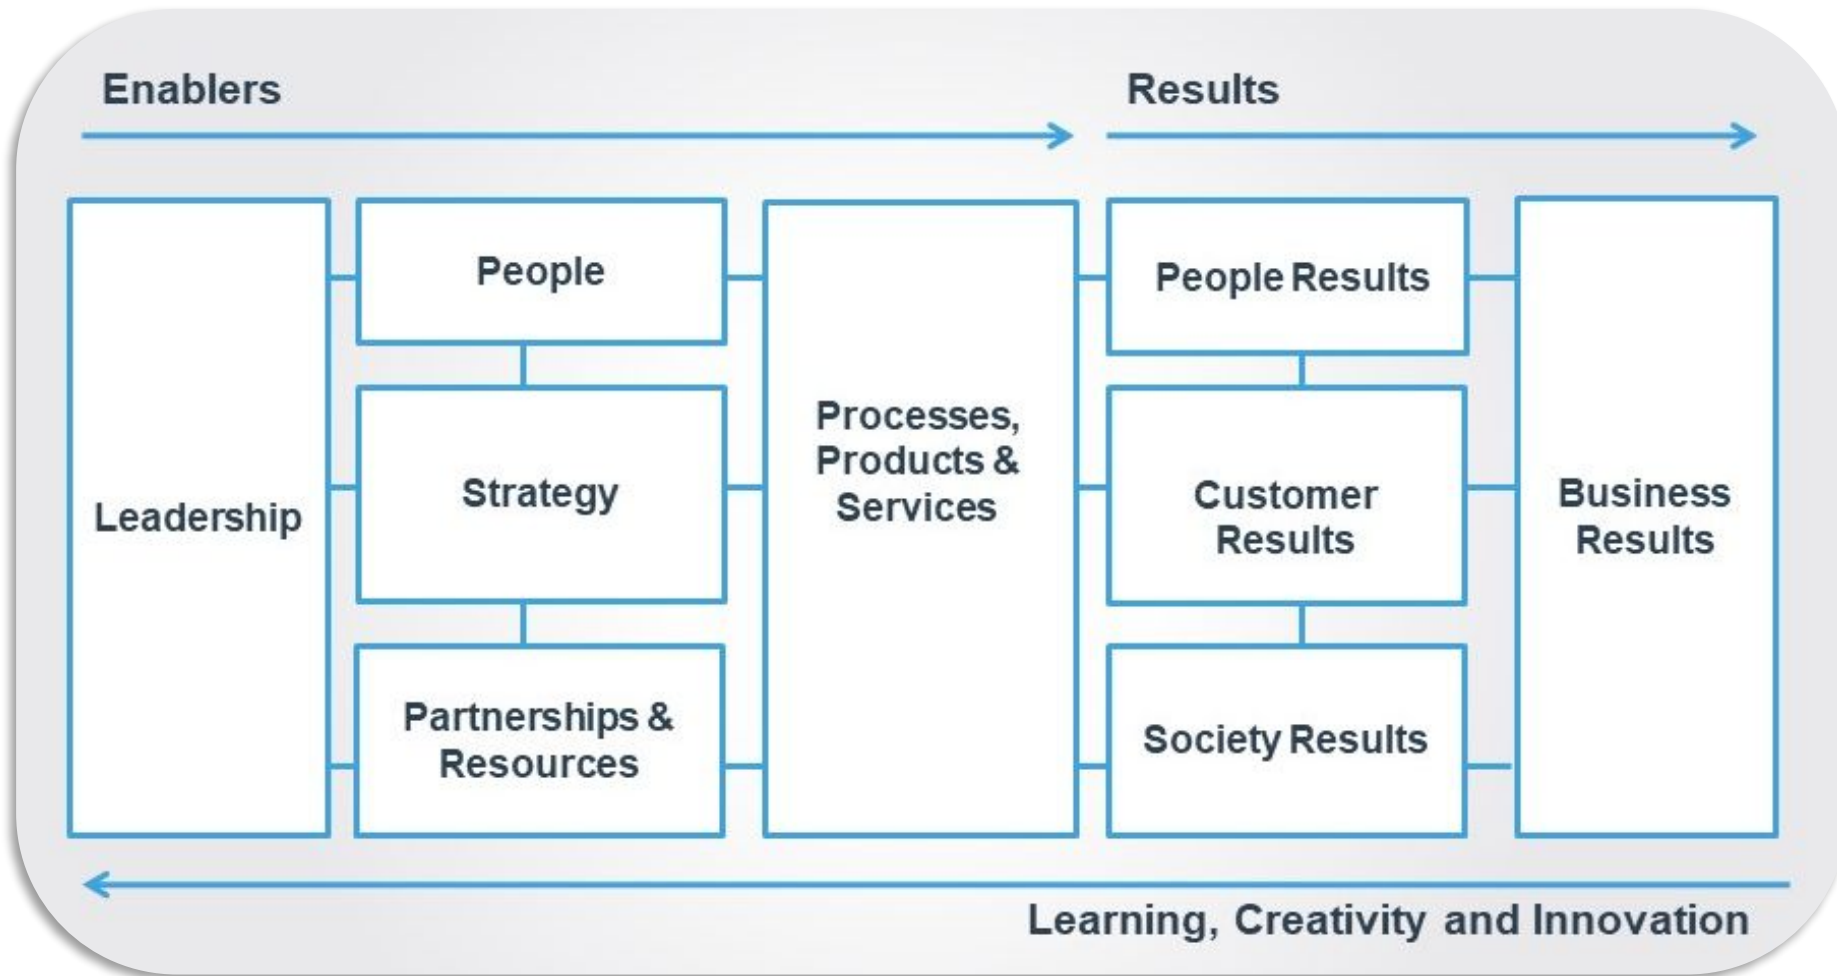 Enablers
Results
Leadership
People
Strategy
Partnerships &
Resources
Processes,
Products &
Services
People Results
Customer
Results
Society Results
Business
Results
Learning, Creativity and Innovation